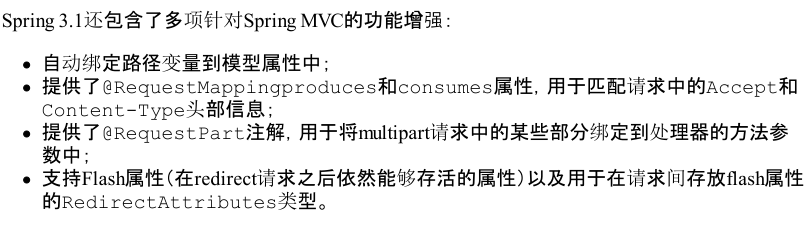 Spring 3.1还包含了多项针对Spring MVC的功能增强：
● 自动绑定路径变量到模型属性中；
● 提供了@RequestMappingproduces和consumes属性，用于匹配请求中的Accept和
Content-Type头部信息；
● 提供了@RequestPart注解，用于将multipart请求中的某些部分绑定到处理器的方法参
数中；
● 支持Flash属性（在redirect请求之后依然能够存活的属性）以及用于在请求间存放flash属性
的RedirectAttributes类型。